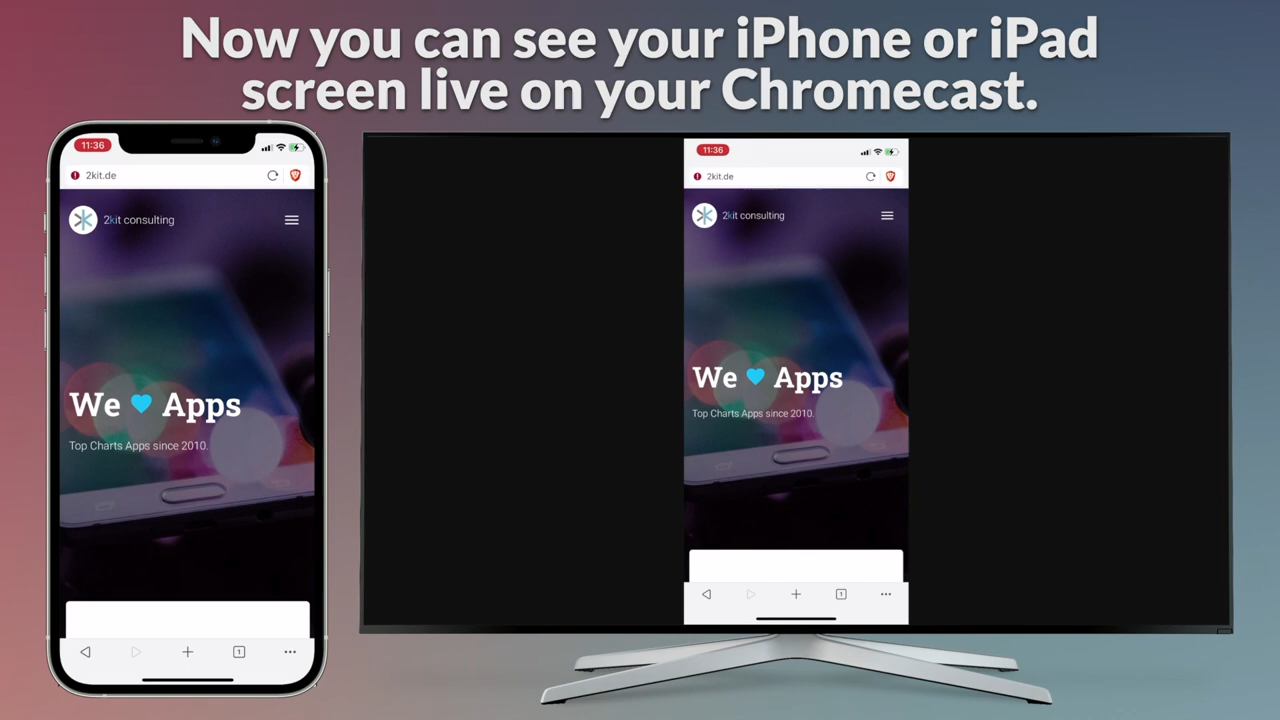 Now you can see your iPhone or iPad
screen live on your Chromecast.
11:36
2kit.de
2kit consulting
We Apps
Top Charts Apps since 2010.
1
11:36
2kit.de
2kit consulting
We Apps
Top Charts Apps since 2010.
1